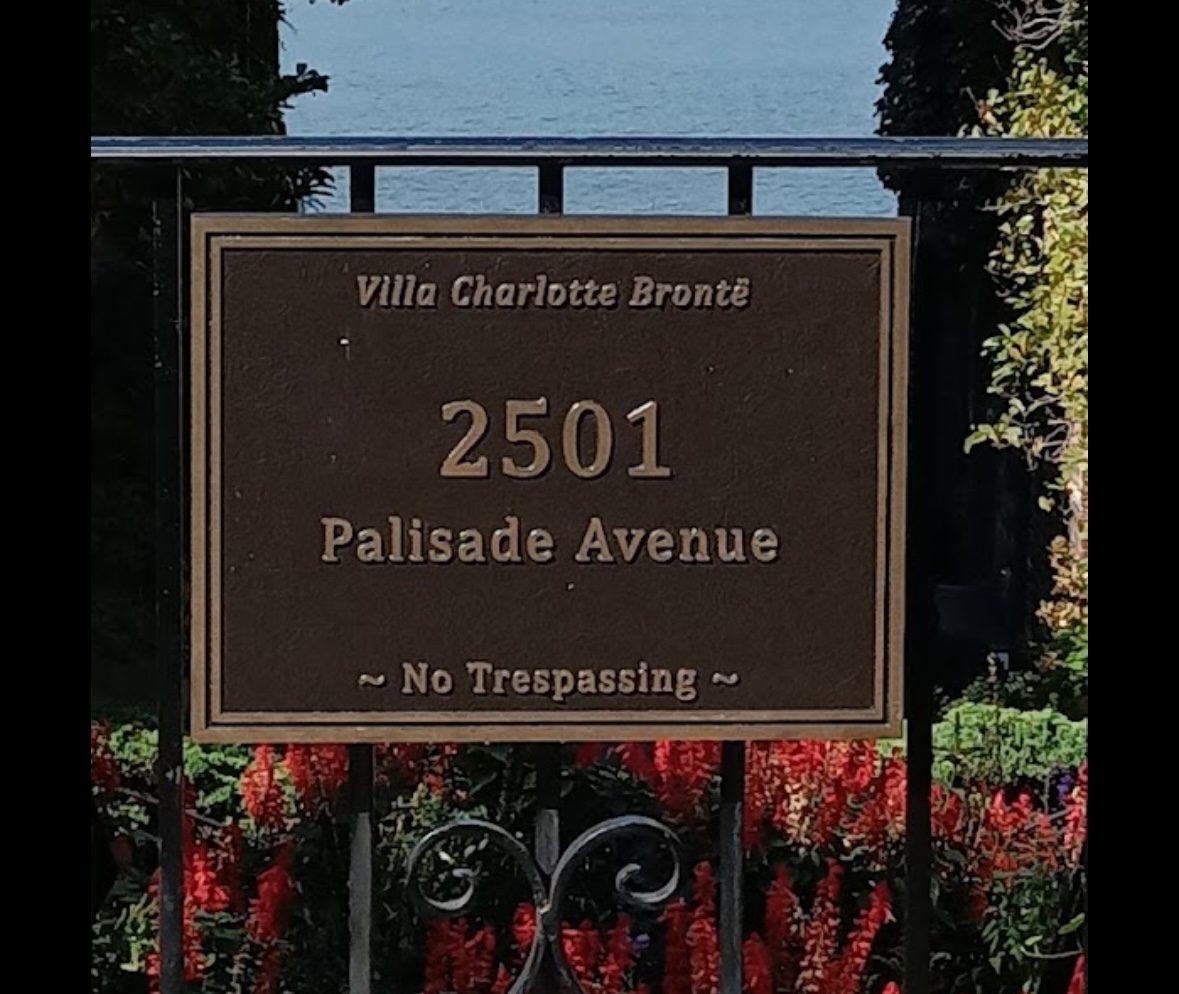 Villa Charlotte Brontë
2501
Palisade Avenue
~ No Trespassing ~